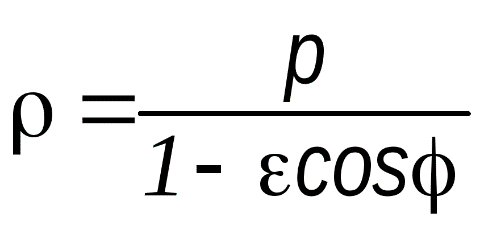 ρ = p / 1 - εcosϕ